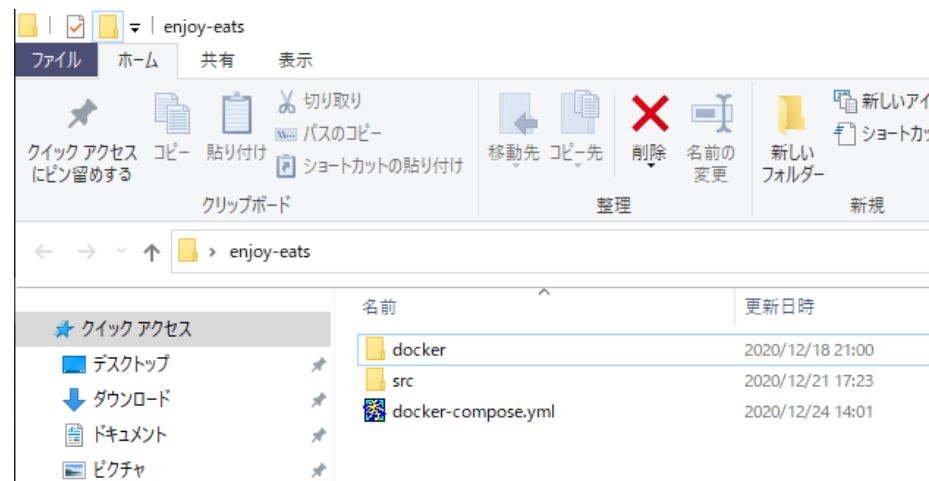 enjoy-eats
ファイル ホーム 共有 表示
クイック アクセス
にピン留めする
コピー
貼り付け
切り取り
パスのコピー
ショートカットの貼り付け
クリップボード
移動先
コピー先
削除
名前の
変更
整理
新しい
フォルダー
新しいアイ
ショートカッ
新規
enjoy-eats
名前 更新日時
クイック アクセス
デスクトップ
ダウンロード
ドキュメント
ピクチャ
docker 2020/12/18 21:00
src 2020/12/21 17:23
docker-compose.yml 2020/12/24 14:01